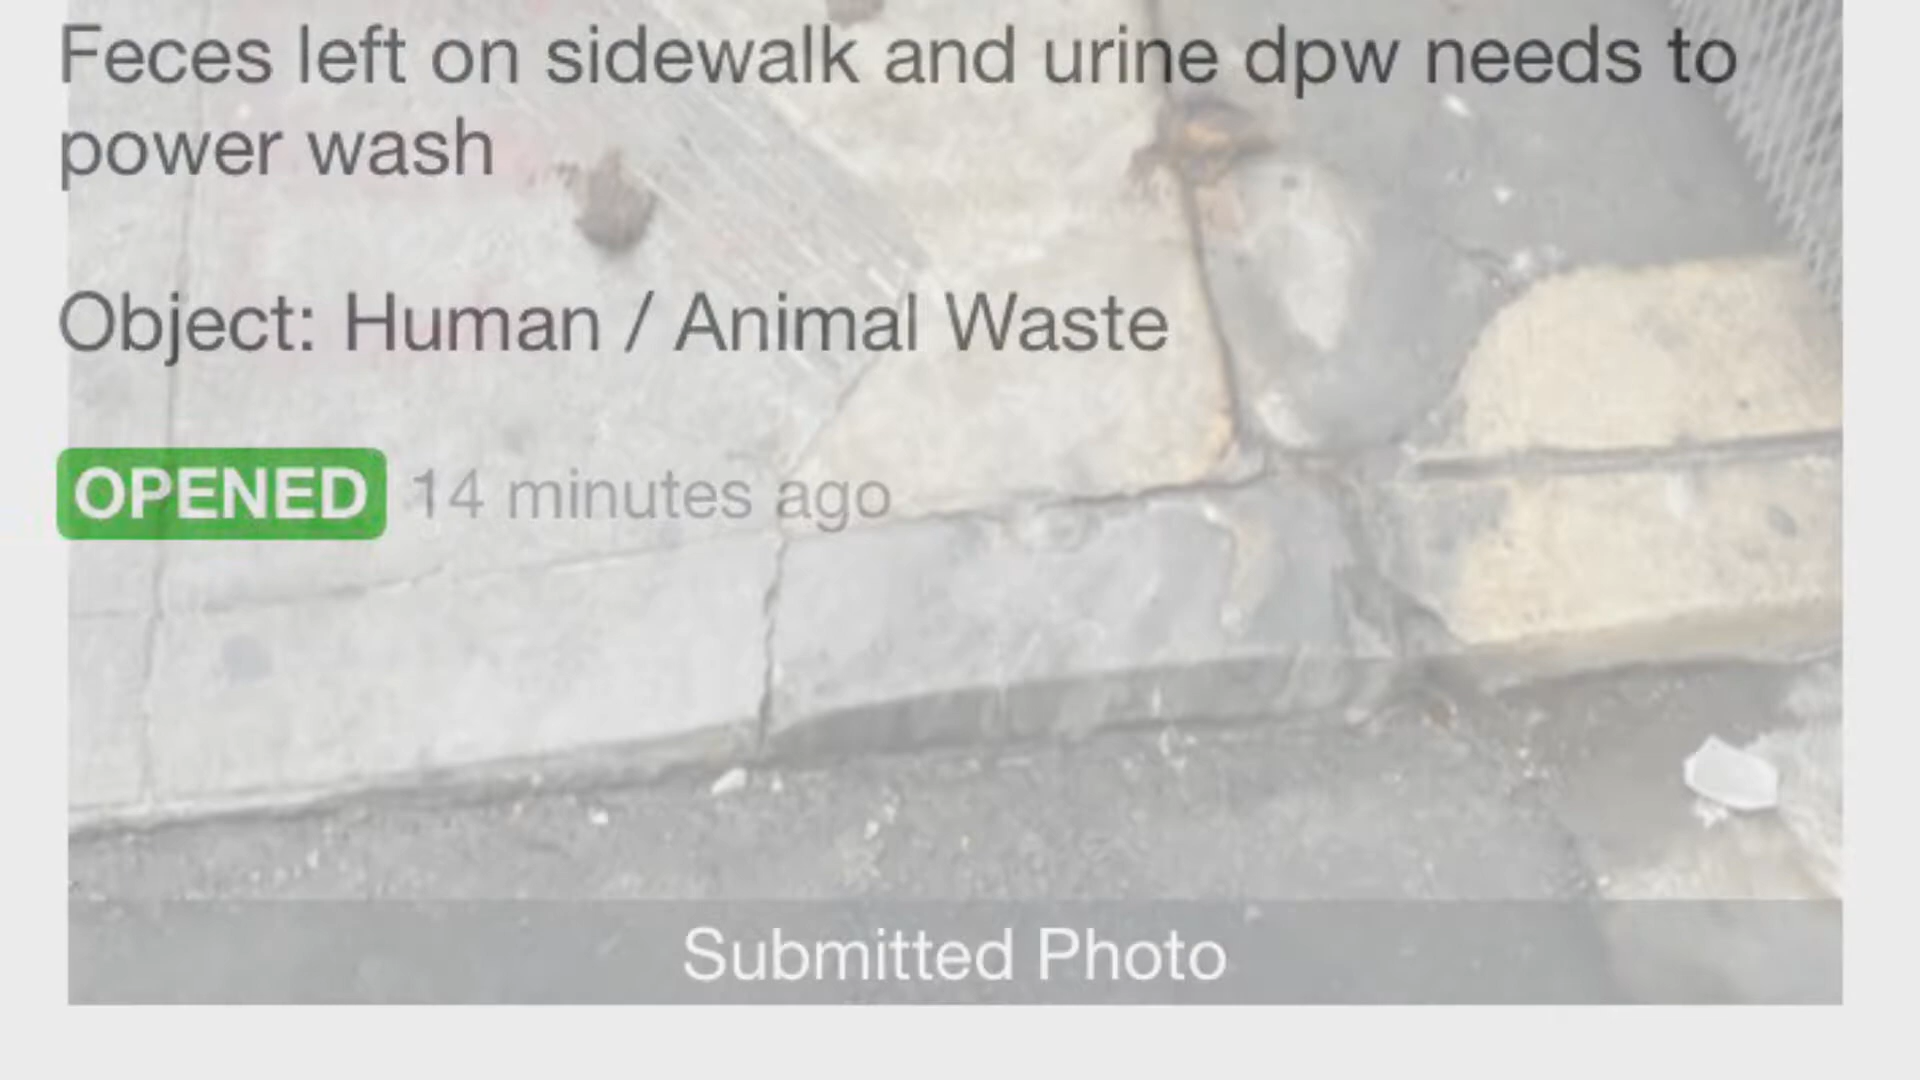 Feces left on sidewalk and urine dpw needs to
power wash
Object: Human / Animal Waste
OPENED 14 minutes ago
Submitted Photo